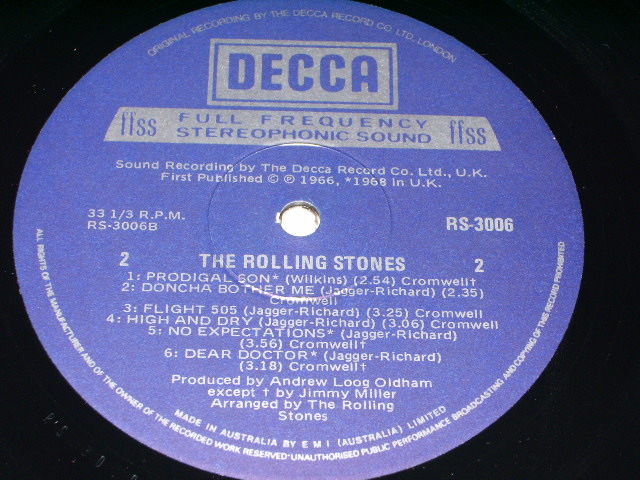 ORIGINAL RECORDING BY THE DECCA RECORD CO. LTD., LONDON
DECCA
ffss FULL FREQUENCY ffss
STEREOPHONIC SOUND
Sound Recording by The Decca Record Co. Ltd., U.K.
First Published © ℗ 1966, *1968 in U.K.
33 1/3 R.P.M. RS-3006
RS-3006B
2 THE ROLLING STONES 2
1: PRODIGAL SON* (Wilkins) (2.54) Cromwell†
2: DONCHA BOTHER ME (Jagger-Richard) (2.35)
Cromwell
3: FLIGHT 505 (Jagger-Richard) (3.25) Cromwell
4: HIGH AND DRY (Jagger-Richard) (3.06) Cromwell
5: NO EXPECTATIONS* (Jagger-Richard)
(3.56) Cromwell†
6: DEAR DOCTOR* (Jagger-Richard)
(3.18) Cromwell†
Produced by Andrew Loog Oldham
except † by Jimmy Miller
Arranged by The Rolling
Stones
MADE IN AUSTRALIA BY E M I (AUSTRALIA) LIMITED
ALL RIGHTS OF THE MANUFACTURER AND OF THE OWNER OF THE RECORDED WORK RESERVED·UNAUTHORISED PUBLIC PERFORMANCE BROADCASTING AND COPYING OF THIS RECORD PROHIBITED